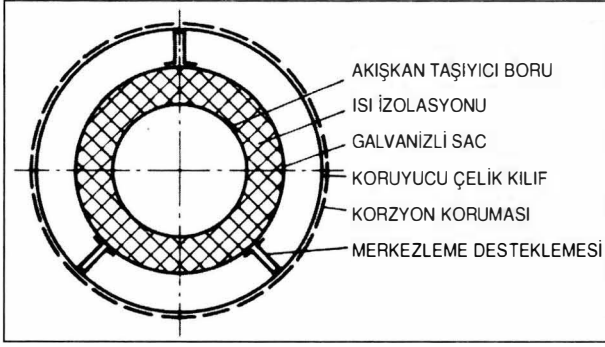 AKIŞKAN TAŞIYICI BORU
ISI İZOLASYONU
GALVANİZLİ SAC
KORUYUCU ÇELİK KILIF
KORZYON KORUMASI
MERKEZLEME DESTEKLEMESİ